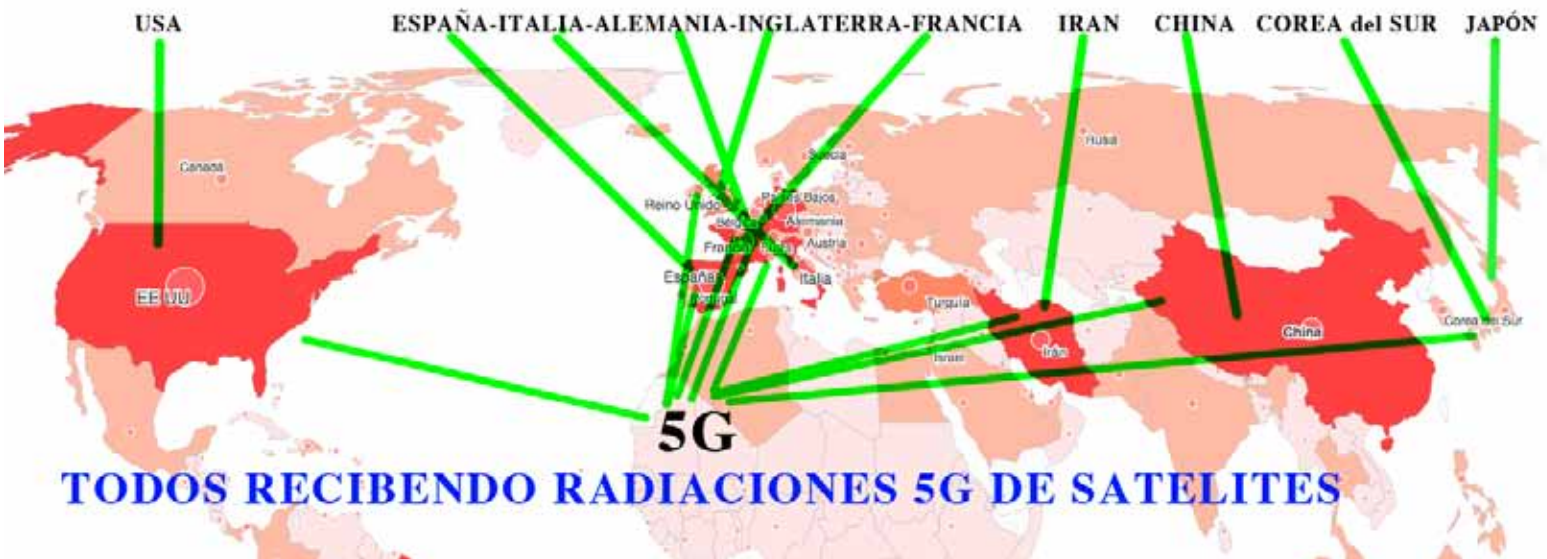 USA ESPAÑA-ITALIA-ALEMANIA-INGLATERRA-FRANCIA IRAN CHINA COREA del SUR JAPÓN
Rusia
Canadá
Suecia
Reino Unido Países Bajos
Alemania
Francia Austria
España Italia
EE UU Turquía
Corea del Sur
China
Israel Irán
5G
TODOS RECIBENDO RADIACIONES 5G DE SATELITES